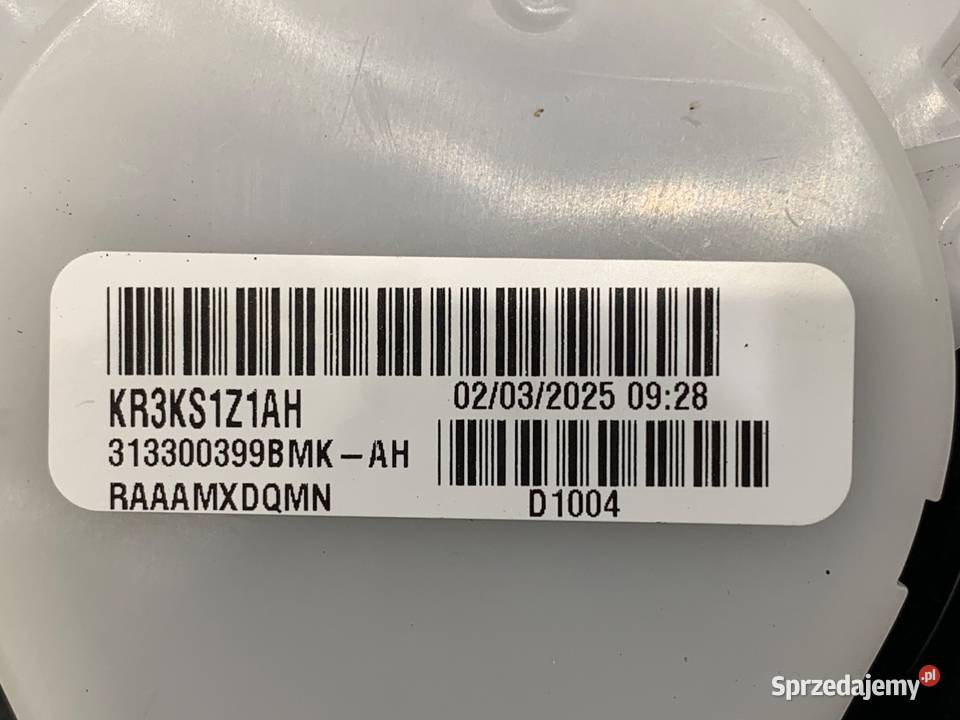 KR3KS1Z1AH
02/03/2025 09:28
313300399BMK-AH
RAAAMXDQMN
D1004
Sprzedajemy.pl